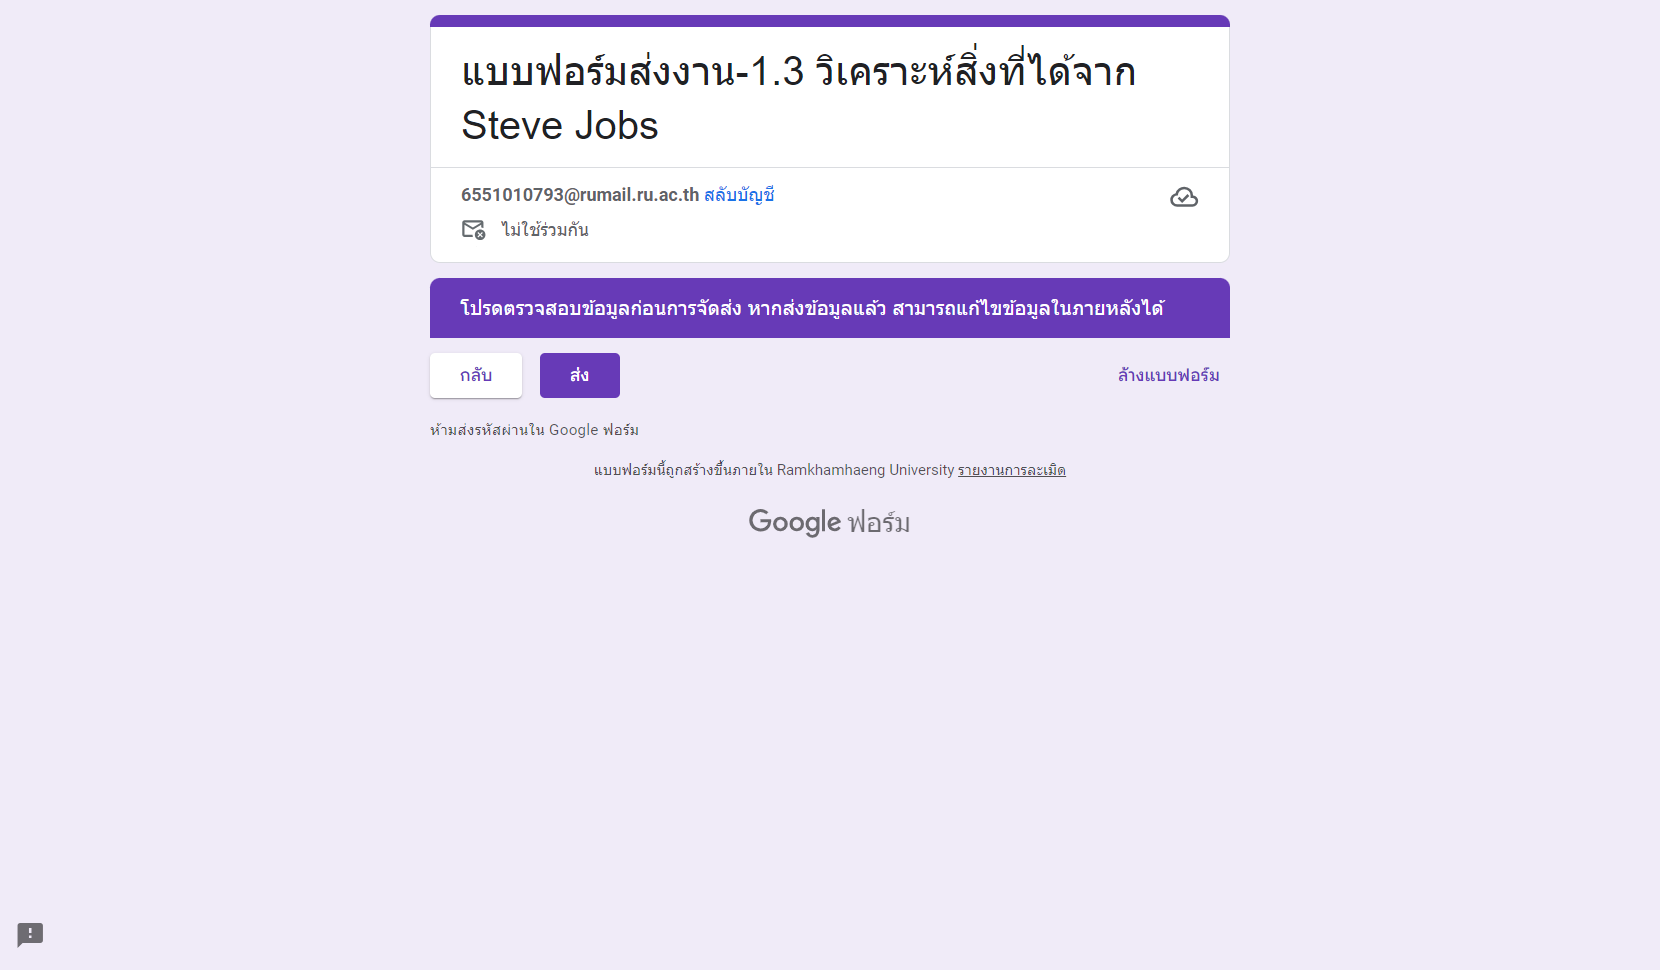 แบบฟอร์มส่งงาน-1.3 วิเคราะห์สิ่งที่ได้จาก
Steve Jobs
6551010793@rumail.ru.ac.th สลับบัญชี
ไม่ใช้ร่วมกัน
โปรดตรวจสอบข้อมูลก่อนการจัดส่ง หากส่งข้อมูลแล้ว สามารถแก้ไขข้อมูลในภายหลังได้
กลับ ส่ง ล้างแบบฟอร์ม
ห้ามส่งรหัสผ่านใน Google ฟอร์ม
แบบฟอร์มนี้ถูกสร้างขึ้นภายใน Ramkhamhaeng University รายงานการละเมิด
Google ฟอร์ม